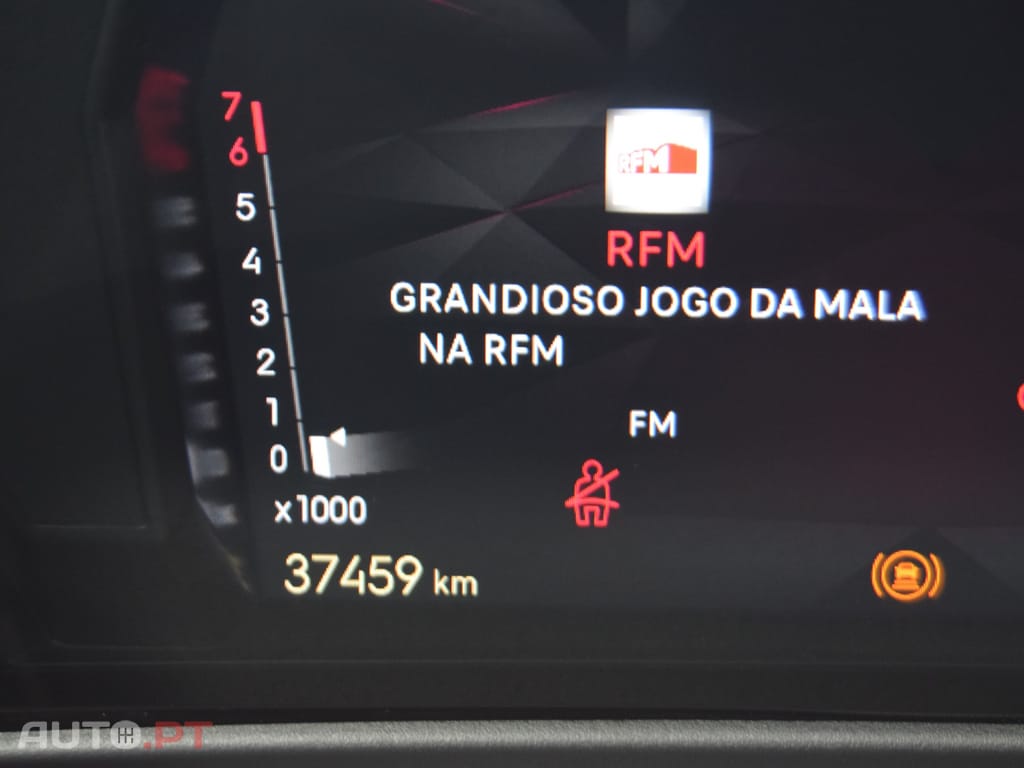 7
6
5
4
3
2
1
0
x1000
RFM
RFM
GRANDIOSO JOGO DA MALA
NA RFM
FM
37459 km
AUTO.PT